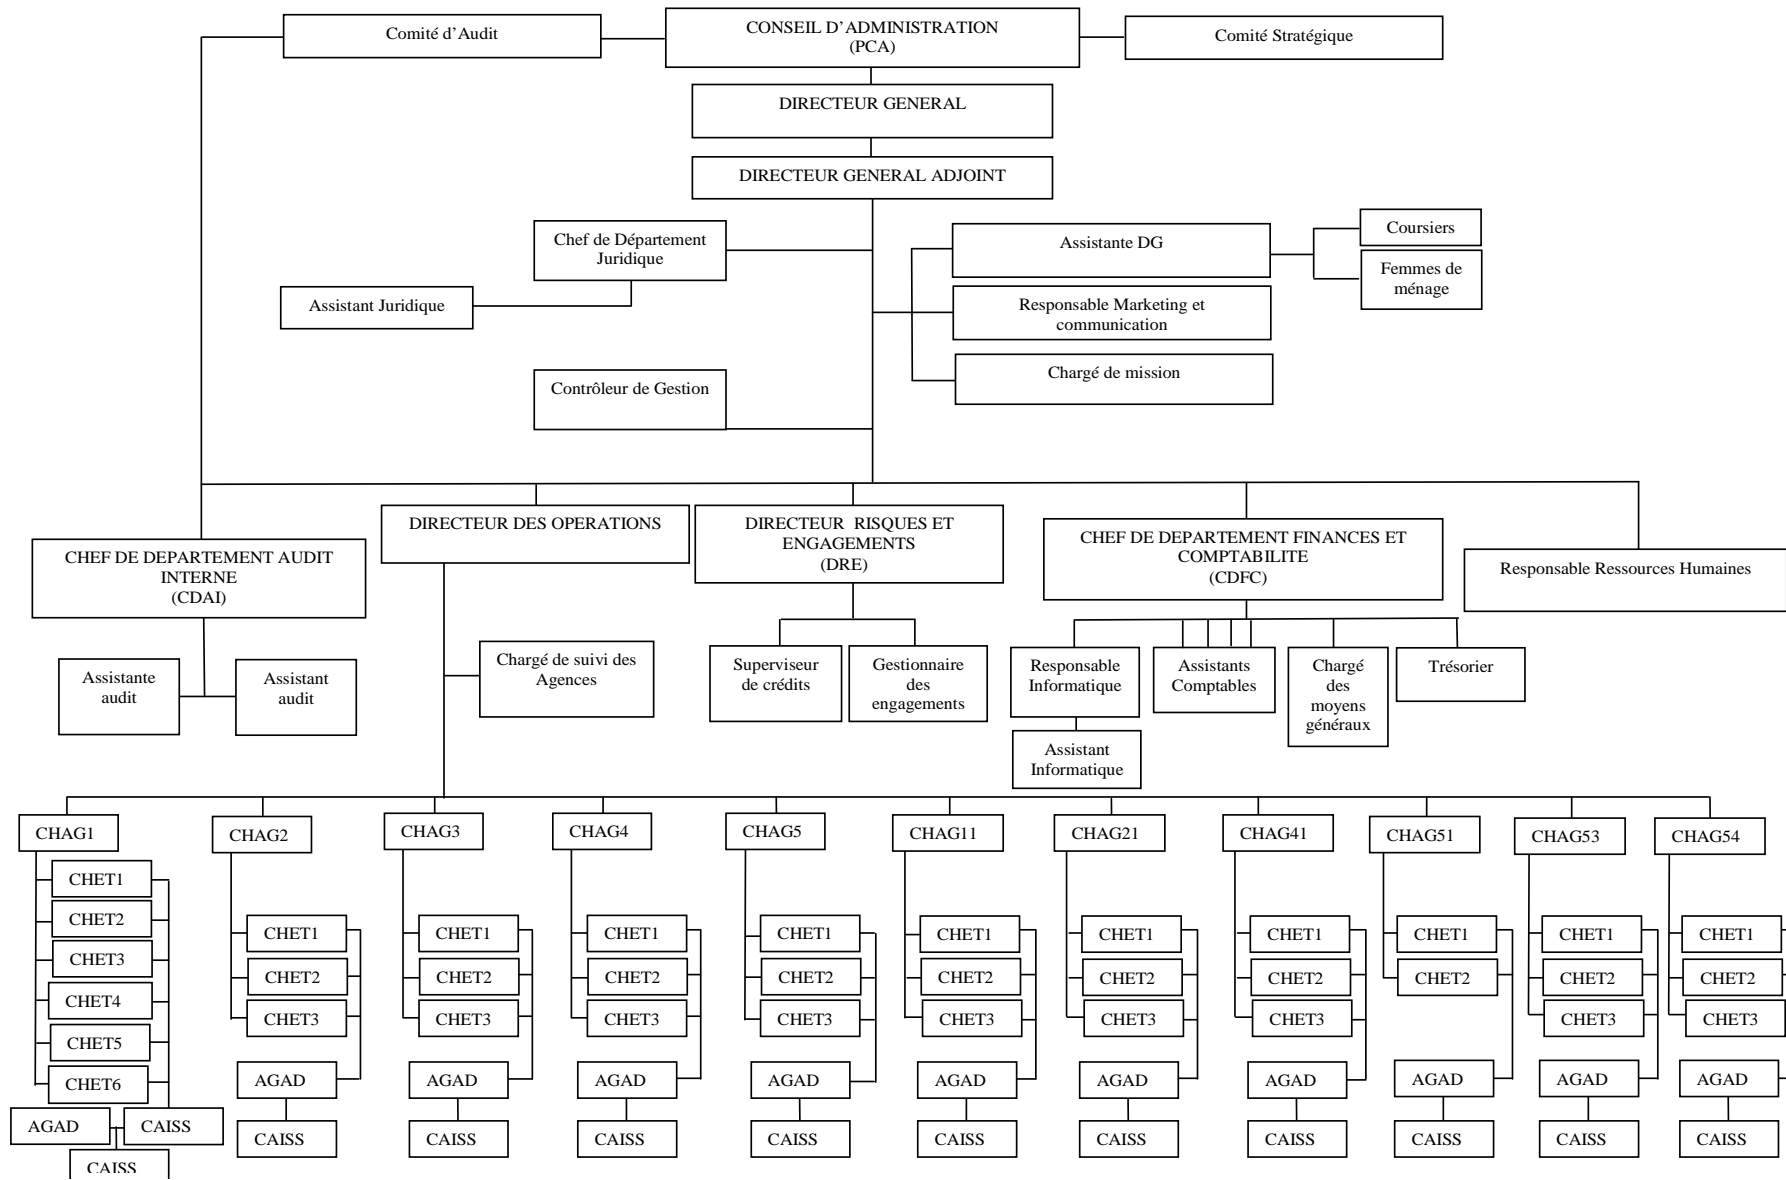 Comité d'Audit
CONSEIL D'ADMINISTRATION
(PCA)
Comité Stratégique
DIRECTEUR GENERAL
DIRECTEUR GENERAL ADJOINT
Chef de Département
Juridique
Assistante DG
Coursiers
Femmes de
ménage
Assistant Juridique
Responsable Marketing et
communication
Contrôleur de Gestion
Chargé de mission
CHEF DE DEPARTEMENT AUDIT
INTERNE
(CDAI)
DIRECTEUR DES OPERATIONS
DIRECTEUR RISQUES ET
ENGAGEMENTS
(DRE)
CHEF DE DEPARTEMENT FINANCES ET
COMPTABILITE
(CDFC)
Responsable Ressources Humaines
Assistante
audit
Assistant
audit
Chargé de suivi des
Agences
Superviseur
de crédits
Gestionnaire
des
engagements
Responsable
Informatique
Assistants
Comptables
Chargé
des
moyens
généraux
Trésorier
Assistant
Informatique
CHAG1
CHAG2
CHAG3
CHAG4
CHAG5
CHAG11
CHAG21
CHAG41
CHAG51
CHAG53
CHAG54
CHET1
CHET2
CHET3
CHET4
CHET5
CHET6
AGAD
CAISS
CAISS
CHET1
CHET2
CHET3
AGAD
CAISS
CHET1
CHET2
CHET3
AGAD
CAISS
CHET1
CHET2
CHET3
AGAD
CAISS
CHET1
CHET2
CHET3
AGAD
CAISS
CHET1
CHET2
CHET3
AGAD
CAISS
CHET1
CHET2
CHET3
AGAD
CAISS
CHET1
CHET2
CHET3
AGAD
CAISS
CHET1
CHET2
AGAD
CAISS
CHET1
CHET2
CHET3
AGAD
CAISS
CHET1
CHET2
CHET3
AGAD
CAISS